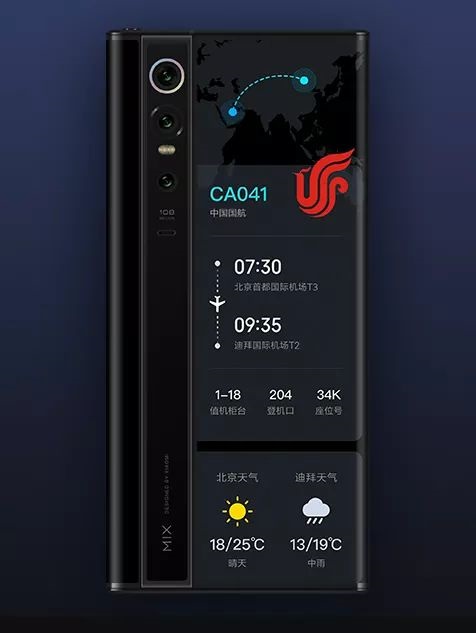 CA041
中国国航
108
07:30
北京首都国际机场T3
09:35
迪拜国际机场T2
1-18 204 34K
值机柜台 登机口 座位号
北京天气 迪拜天气
18/25℃ 13/19℃
晴天 中雨
MIX
DESIGNED BY XIAOMI